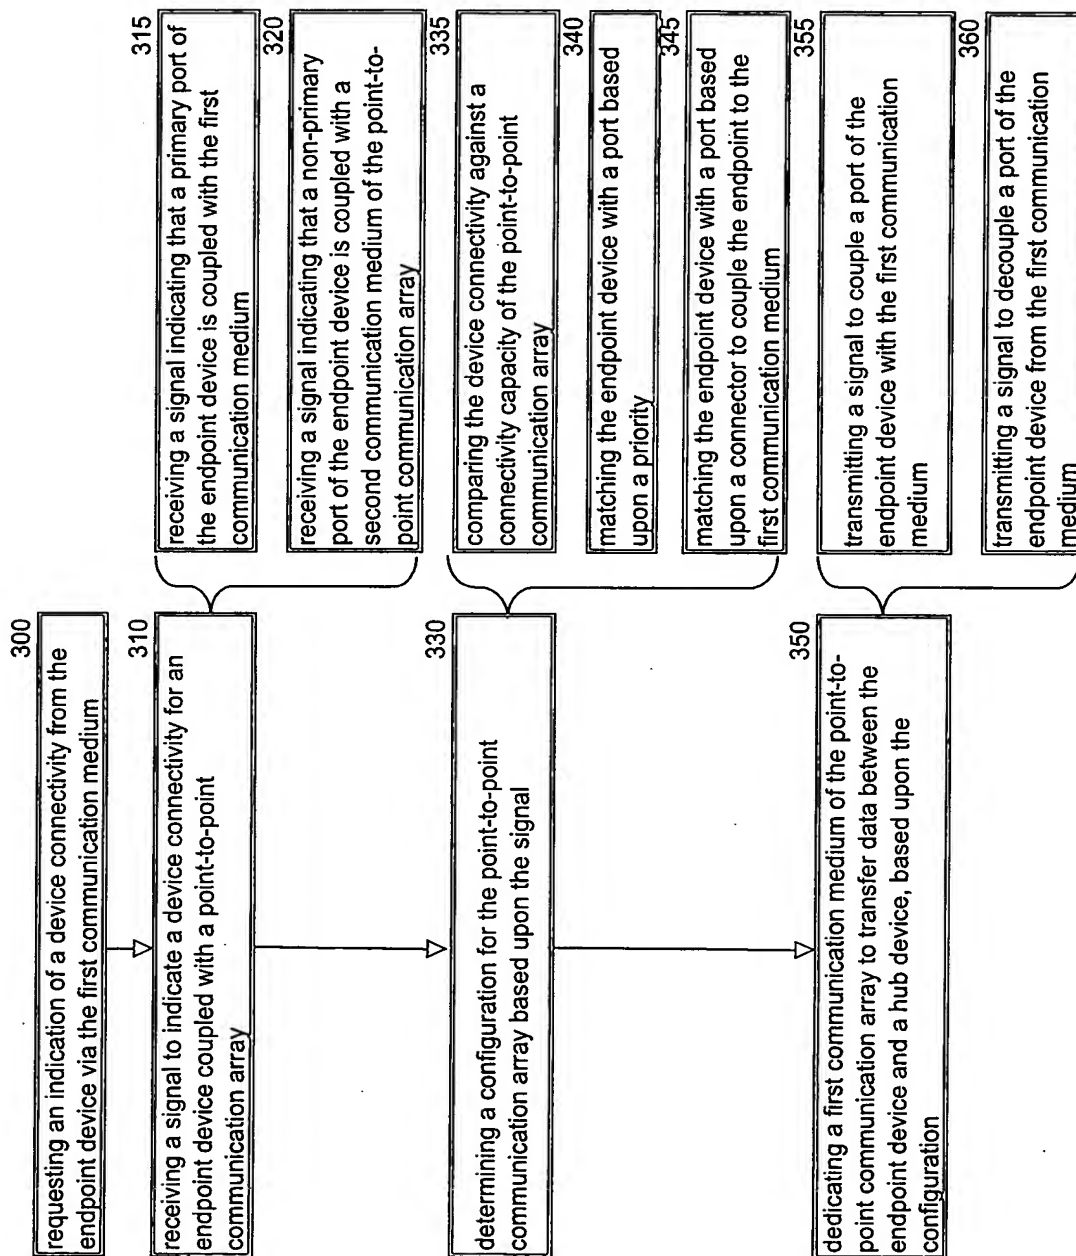 300
requesting an indication of a device connectivity from the
endpoint device via the first communication medium
310
receiving a signal to indicate a device connectivity for an
endpoint device coupled with a point-to-point
communication array
315
receiving a signal indicating that a primary port of
the endpoint device is coupled with the first
communication medium
320
receiving a signal indicating that a non-primary
port of the endpoint device is coupled with a
second communication medium of the point-to-
point communication array
330
determining a configuration for the point-to-point
communication array based upon the signal
335
comparing the device connectivity against a
connectivity capacity of the point-to-point
communication array
340
matching the endpoint device with a port based
upon a priority
345
matching the endpoint device with a port based
upon a connector to couple the endpoint to the
first communication medium
350
dedicating a first communication medium of the point-to-
point communication array to transfer data between the
endpoint device and a hub device, based upon the
configuration
355
transmitting a signal to couple a port of the
endpoint device with the first communication
medium
360
transmitting a signal to decouple a port of the
endpoint device from the first communication
medium